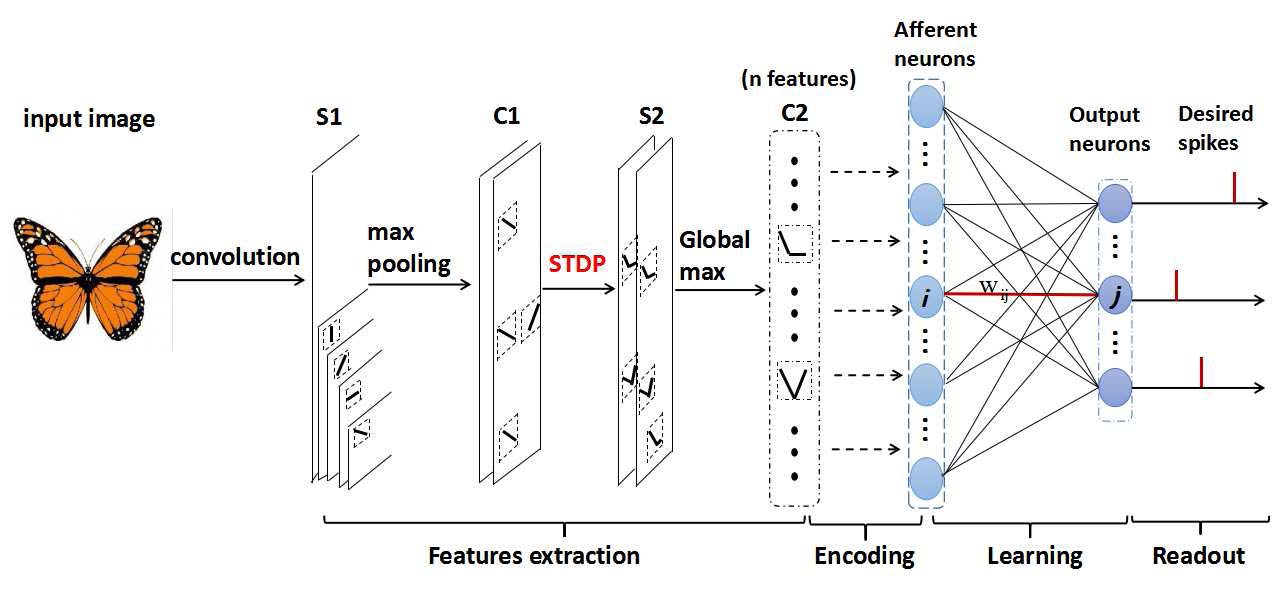 input image
convolution
S1
max
pooling
C1
STDP
S2
Global
max
(n features)
C2
Afferent
neurons
i
w ij
j
Output
neurons
Desired
spikes
Features extraction
Encoding
Learning
Readout